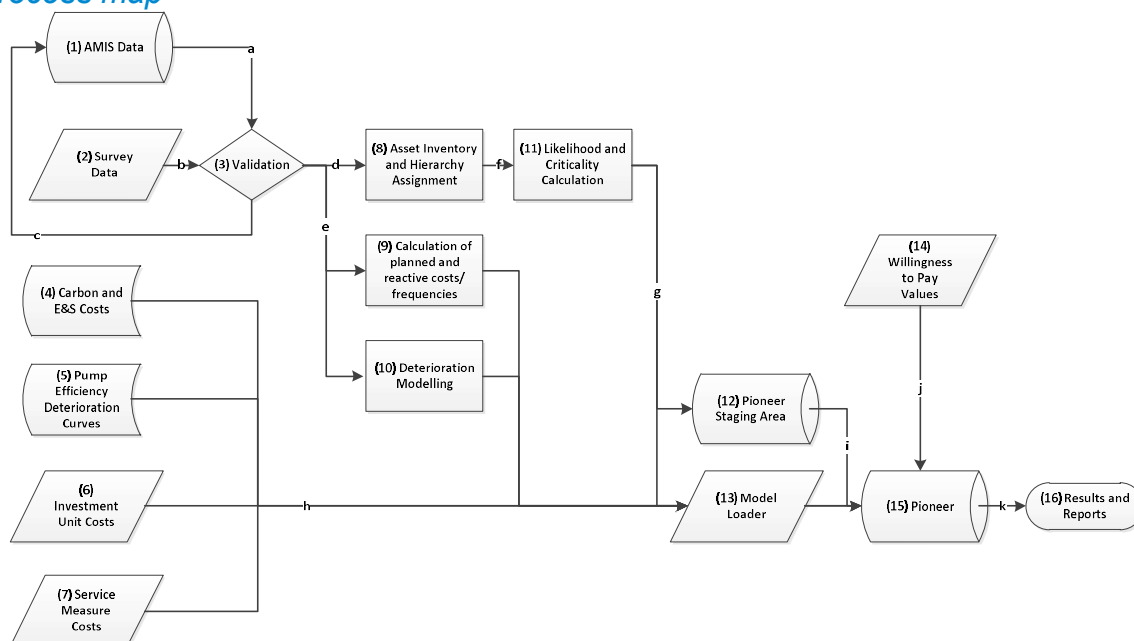 (1) AMIS Data
a
(2) Survey
Data
b
(3) Validation
d
(8) Asset Inventory
and Hierarchy
Assignment
f
(11) Likelihood and
Criticality
Calculation
c
e
(9) Calculation of
planned and
reactive costs/
frequencies
(14)
Willingness
to Pay
Values
(4) Carbon and
E&S Costs
g
(10) Deterioration
Modelling
(5) Pump
Efficiency
Deterioration
Curves
(12) Pioneer
Staging Area
j
i
(6)
Investment
Unit Costs
h
(13) Model
Loader
(15) Pioneer
k
(16) Results and
Reports
(7) Service
Measure
Costs